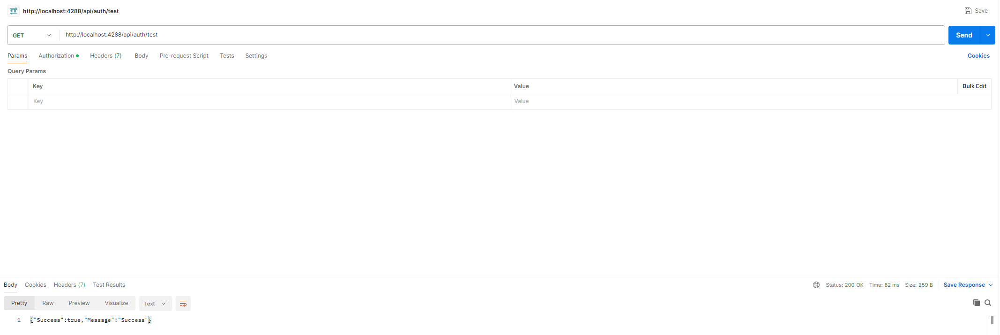 HTTP http://localhost:4288/api/auth/test Save
GET http://localhost:4288/api/auth/test Send
Params Authorization Headers (7) Body Pre-request Script Tests Settings Cookies
Query Params
Key Value Bulk Edit
Key Value
Body Cookies Headers (7) Test Results Status: 200 OK Time: 82 ms Size: 259 B Save Response
Pretty Raw Preview Visualize Text
1 {"Success":true,"Message":"Success"}